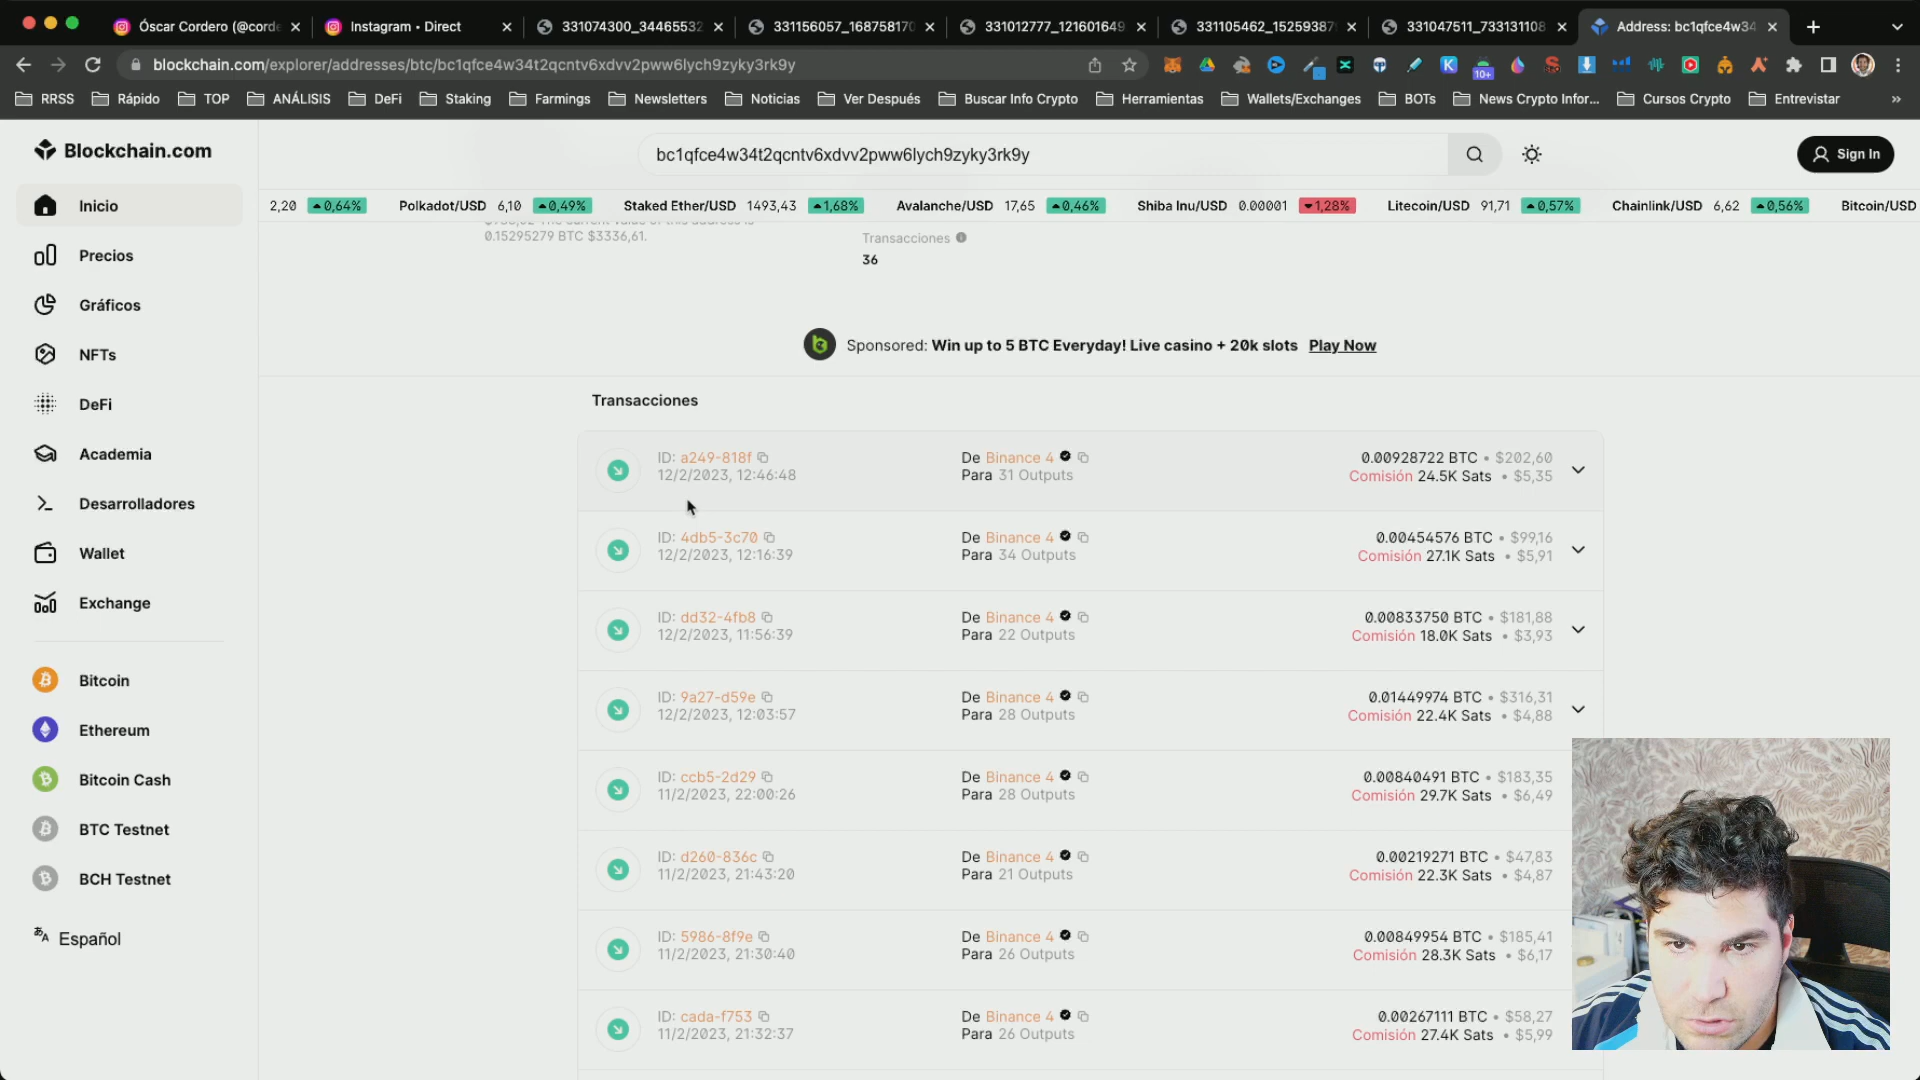 Óscar Cordero (@corde
Instagram • Direct
331074300_34465532
331156057_168758170
331012777_121601649
331105462_15259387
331047511_733131108
Address: bc1qfce4w34
blockchain.com/explorer/addresses/btc/bc1qfce4w34t2qcntv6xdvv2pww6lych9zyky3rk9y
10+
RRSS
Rápido
TOP
ANÁLISIS
DeFi
Staking
Farmings
Newsletters
Noticias
Ver Después
Buscar Info Crypto
Herramientas
Wallets/Exchanges
BOTs
News Crypto Infor...
Cursos Crypto
Entrevistar
»
Blockchain.com
bc1qfce4w34t2qcntv6xdvv2pww6lych9zyky3rk9y
Sign In
2,20 0,64%
Polkadot/USD 6,10 0,49%
Staked Ether/USD 1493,43 1,68%
Avalanche/USD 17,65 0,46%
Shiba Inu/USD 0.00001 1,28%
Litecoin/USD 91,71 0,57%
Chainlink/USD 6,62 0,56%
Bitcoin/USD
0.15295279 BTC $3336,61.
Transacciones
36
Inicio
Precios
Gráficos
NFTs
DeFi
Academia
Desarrolladores
Wallet
Exchange
Bitcoin
Ethereum
Bitcoin Cash
BTC Testnet
BCH Testnet
Español
Sponsored: Win up to 5 BTC Everyday! Live casino + 20k slots Play Now
Transacciones
ID: a249-818f De Binance 4 0.00928722 BTC • $202,60
12/2/2023, 12:46:48 Para 31 Outputs Comisión 24.5K Sats • $5,35
ID: 4db5-3c70 De Binance 4 0.00454576 BTC • $99,16
12/2/2023, 12:16:39 Para 34 Outputs Comisión 27.1K Sats • $5,91
ID: dd32-4fb8 De Binance 4 0.00833750 BTC • $181,88
12/2/2023, 11:56:39 Para 22 Outputs Comisión 18.0K Sats • $3,93
ID: 9a27-d59e De Binance 4 0.01449974 BTC • $316,31
12/2/2023, 12:03:57 Para 28 Outputs Comisión 22.4K Sats • $4,88
ID: ccb5-2d29 De Binance 4 0.00840491 BTC • $183,35
11/2/2023, 22:00:26 Para 28 Outputs Comisión 29.7K Sats • $6,49
ID: d260-836c De Binance 4 0.00219271 BTC • $47,83
11/2/2023, 21:43:20 Para 21 Outputs Comisión 22.3K Sats • $4,87
ID: 5986-8f9e De Binance 4 0.00849954 BTC • $185,41
11/2/2023, 21:30:40 Para 26 Outputs Comisión 28.3K Sats • $6,17
ID: cada-f753 De Binance 4 0.00267111 BTC • $58,27
11/2/2023, 21:32:37 Para 26 Outputs Comisión 27.4K Sats • $5,99